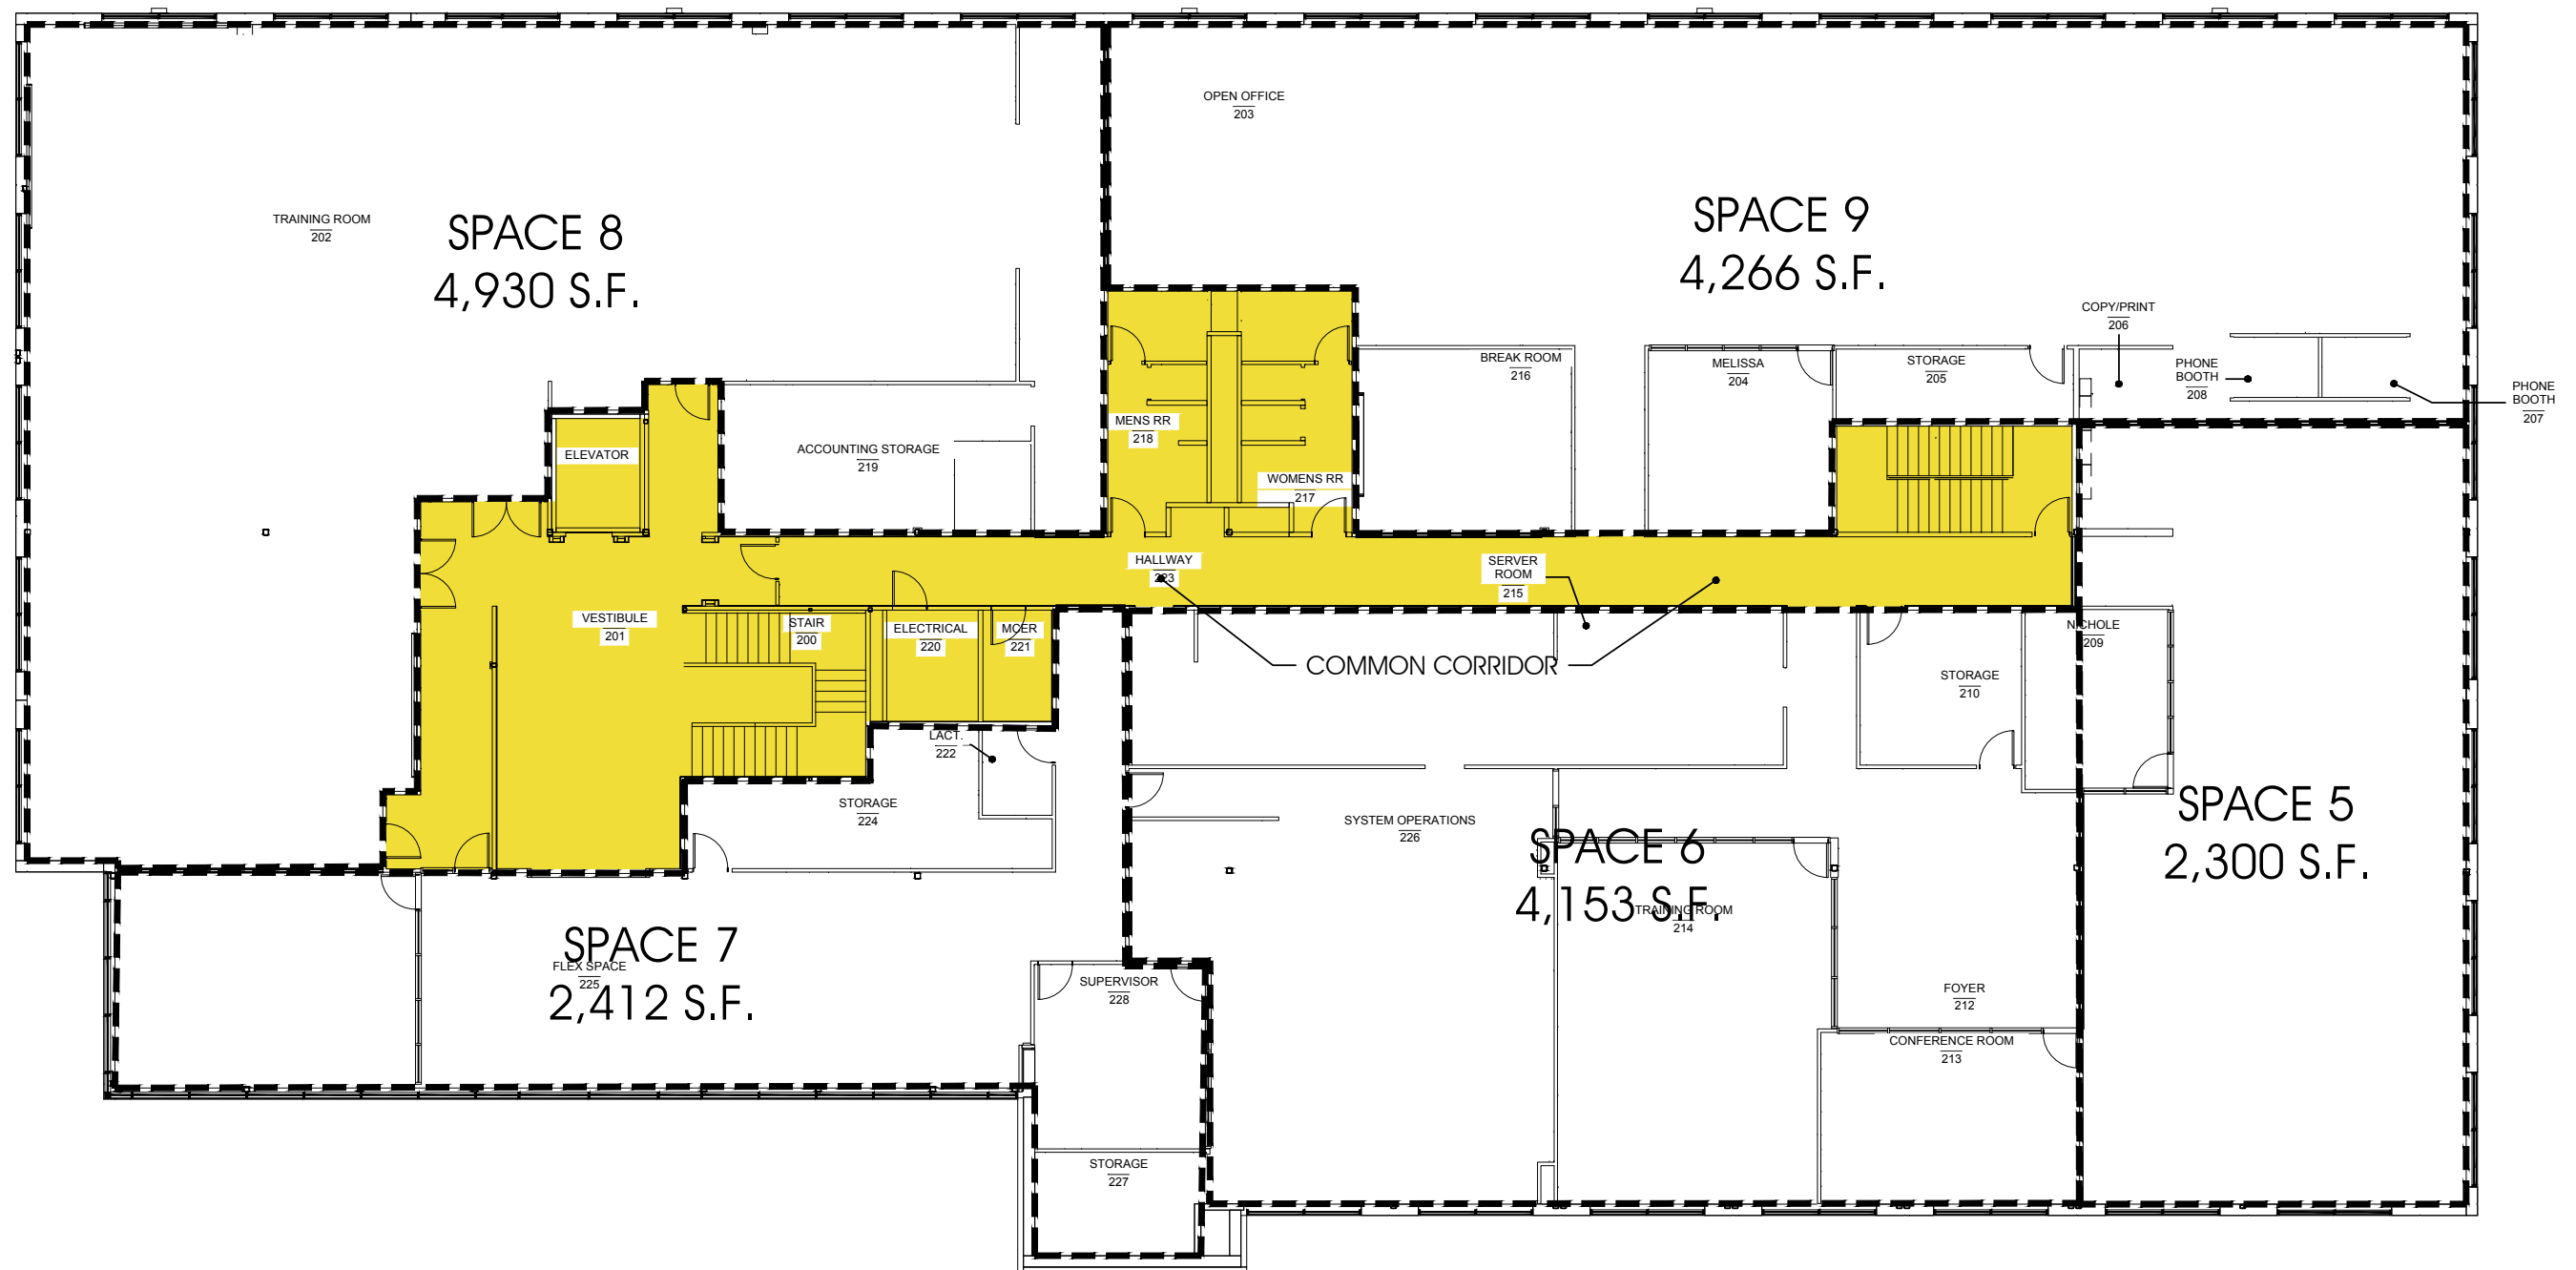 OPEN OFFICE
203
TRAINING ROOM
202
SPACE 8
4,930 S.F.
SPACE 9
4,266 S.F.
COPY/PRINT
206
BREAK ROOM
216
MELISSA
204
STORAGE
205
PHONE
BOOTH
208
PHONE
BOOTH
207
MENS RR
218
ELEVATOR
ACCOUNTING STORAGE
219
WOMENS RR
217
HALLWAY
223
SERVER
ROOM
215
VESTIBULE
201
STAIR
200
ELECTRICAL
220
MCER
221
NICHOLE
209
COMMON CORRIDOR
STORAGE
210
LACT.
222
STORAGE
224
SYSTEM OPERATIONS
226
SPACE 6
4,153 S.F.
SPACE 5
2,300 S.F.
TRAINING ROOM
214
SPACE 7
2,412 S.F.
FLEX SPACE
225
SUPERVISOR
228
FOYER
212
CONFERENCE ROOM
213
STORAGE
227